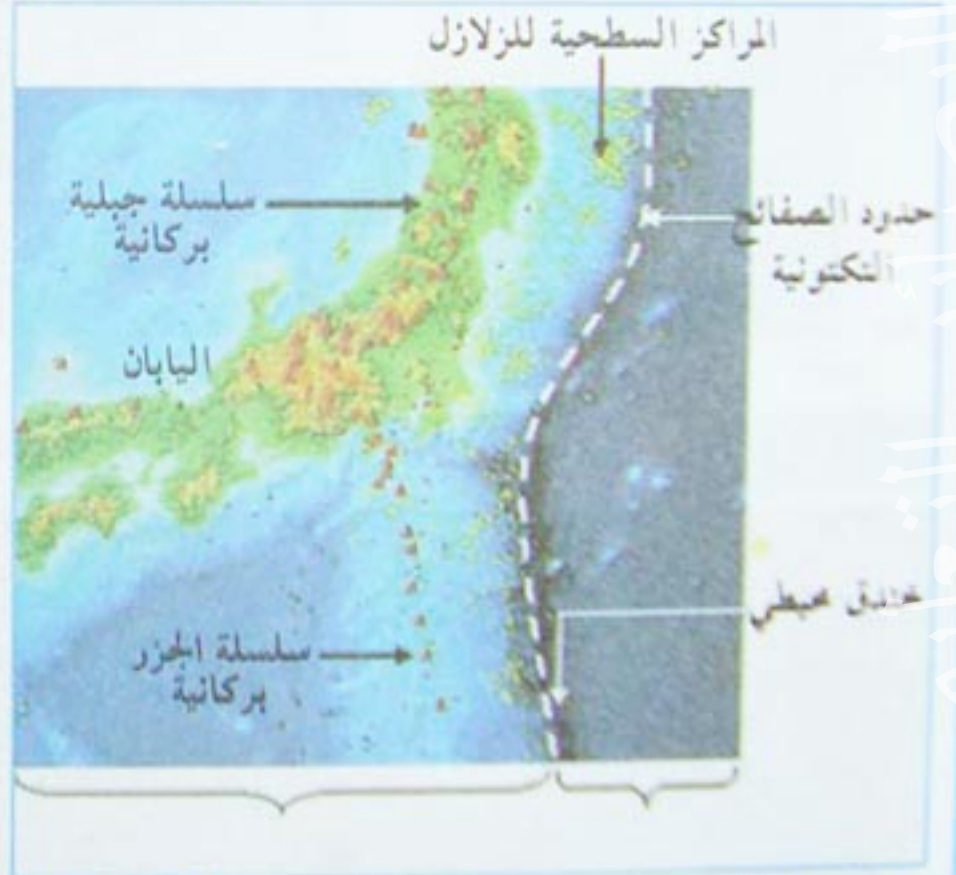 المراكز السطحية للزلازل
سلسلة جبلية
بركانية
حدود الصفائح
التكتونية
اليابان
خندق محيطي
سلسلة الجزر
بركانية